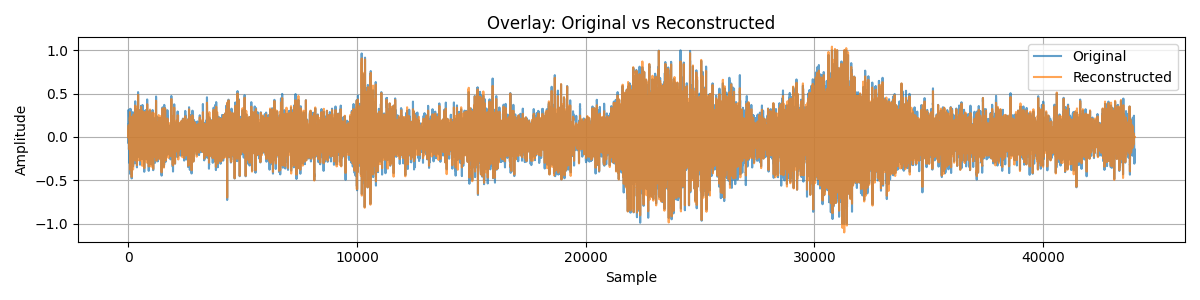 Overlay: Original vs Reconstructed
1.0
0.5
0.0
−0.5
−1.0
Amplitude
Original
Reconstructed
0
10000
20000
30000
40000
Sample